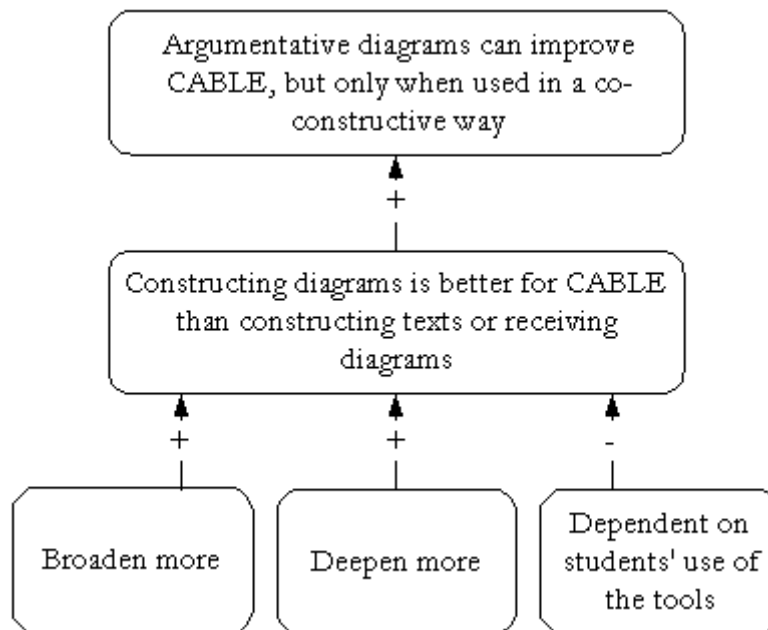 Argumentative diagrams can improve
CABLE, but only when used in a co-
constructive way
+
Constructing diagrams is better for CABLE
than constructing texts or receiving
diagrams
+ + -
Broaden more
Deepen more
Dependent on
students' use of
the tools